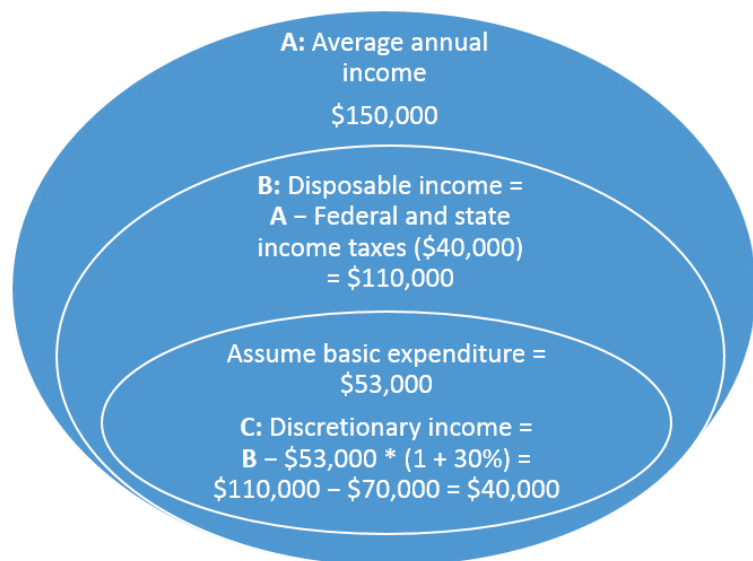 A: Average annual
income
$150,000
B: Disposable income =
A − Federal and state
income taxes ($40,000)
= $110,000
Assume basic expenditure =
$53,000
C: Discretionary income =
B − $53,000 * (1 + 30%) =
$110,000 − $70,000 = $40,000